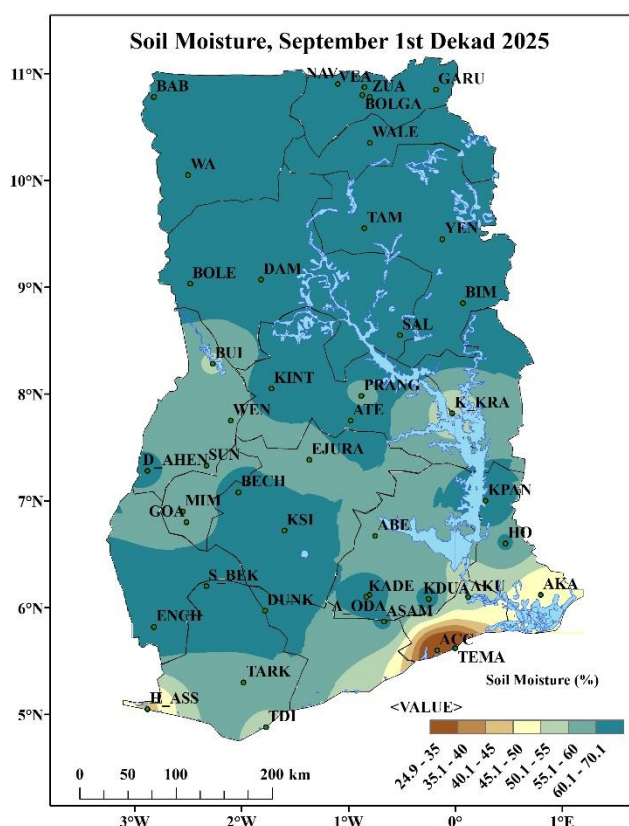 Soil Moisture, September 1st Dekad 2025
11°N
10°N
9°N
8°N
7°N
6°N
5°N
NAV
VEA
ZUA
GARU
BAB
BOLGA
WALE
WA
TAM
YEN
BOLE
DAM
BIM
SAL
BUI
KINT
PRANG
K_KRA
WEN
ATE
EJURA
D_AHEN
SUN
BECH
KPAN
GOA
MIM
KSI
ABE
HO
S_BEK
DUNK
KADE
KDUA
AKU
AKA
A_ODA
ASAM
ENCH
ACC
TEMA
TARK
H_ASS
TDI
Soil Moisture (%)
<VALUE>
24.9 - 35
35.1 - 40
40.1 - 45
45.1 - 50
50.1 - 55
55.1 - 60
60.1 - 70.1
0 50 100 200 km
3°W 2°W 1°W 0° 1°E